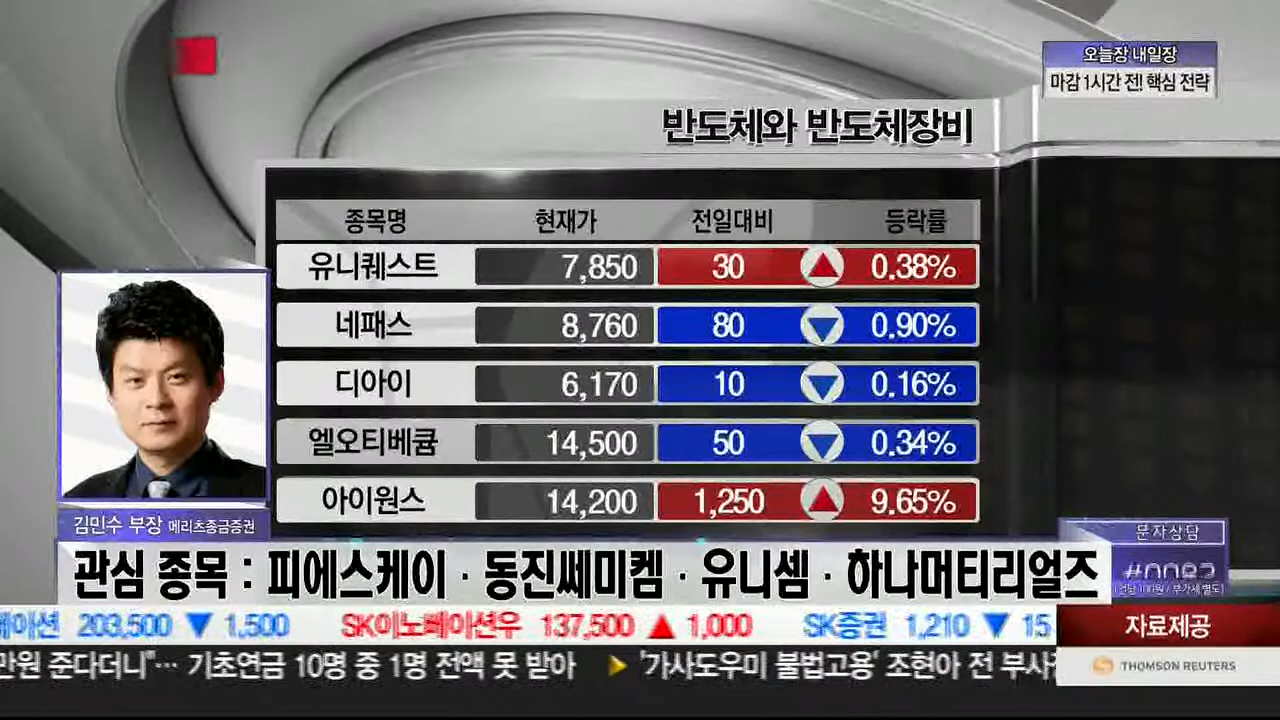 오늘장 내일장
마감 1시간 전! 핵심 전략
반도체와 반도체장비
종목명 현재가 전일대비 등락률
유니퀘스트 7,850 30 ▲ 0.38%
네패스 8,760 80 ▼ 0.90%
디아이 6,170 10 ▼ 0.16%
엘오티베큠 14,500 50 ▼ 0.34%
아이원스 14,200 1,250 ▲ 9.65%
김민수 부장 메리츠종금증권
문자상담
관심 종목 : 피에스케이 · 동진쎄미켐 · 유니셈 · 하나머티리얼즈
베이션 203,500 ▼ 1,500 SK이노베이션우 137,500 ▲ 1,000 SK증권 1,210 ▼ 15
자료제공
만원 준다더니"… 기초연금 10명 중 1명 전액 못 받아 ▶ '가사도우미 불법고용' 조현아 전 부사
THOMSON REUTERS